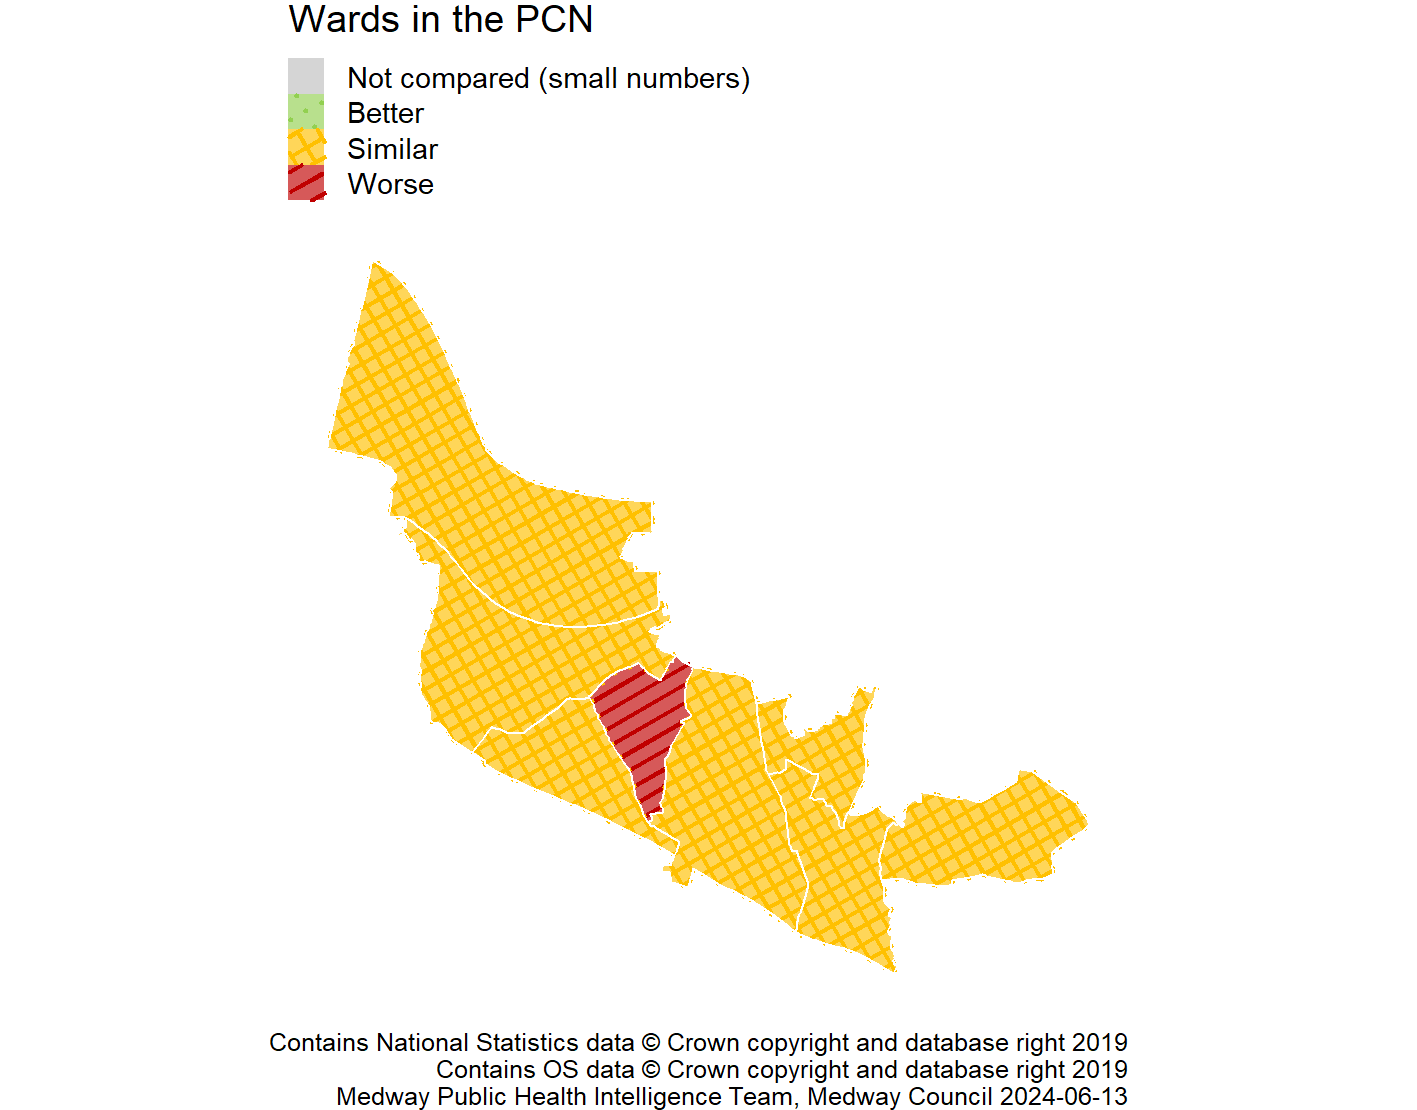 Wards in the PCN
Not compared (small numbers)
Better
Similar
Worse
Contains National Statistics data © Crown copyright and database right 2019
Contains OS data © Crown copyright and database right 2019
Medway Public Health Intelligence Team, Medway Council 2024-06-13